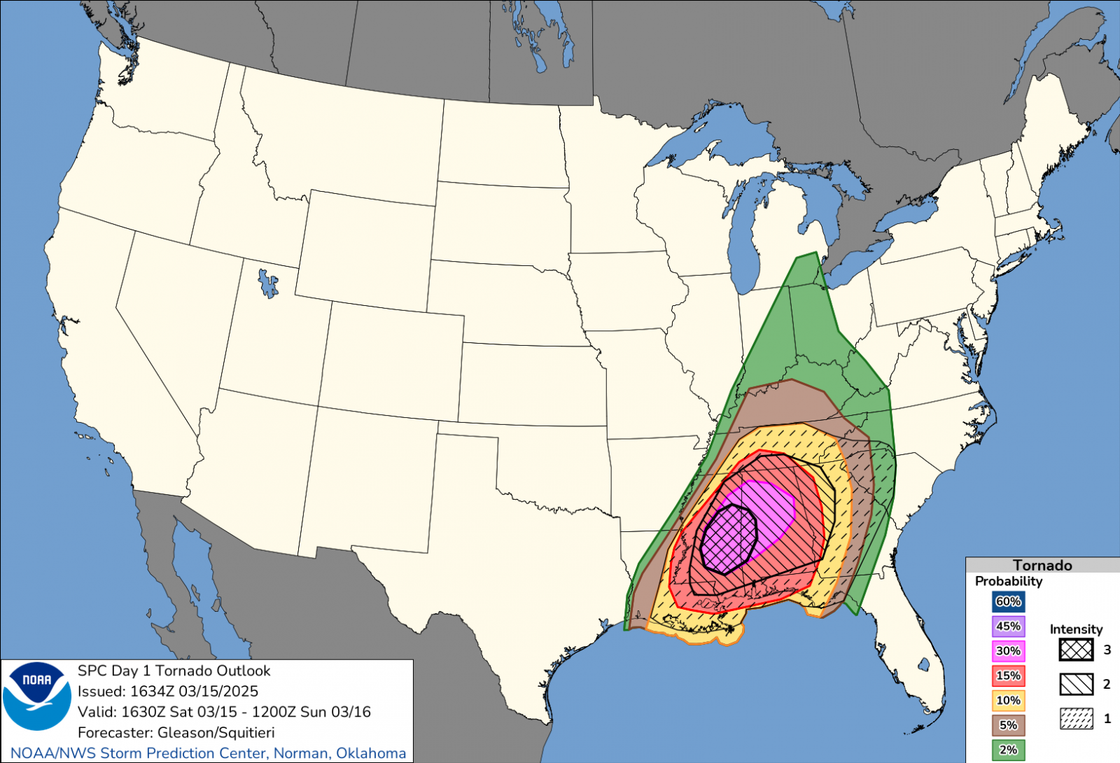 Tornado
Probability
60%
45%
30%
15%
10%
5%
2%
Intensity
3
2
1
NOAA
SPC Day 1 Tornado Outlook
Issued: 1634Z 03/15/2025
Valid: 1630Z Sat 03/15 - 1200Z Sun 03/16
Forecaster: Gleason/Squitieri
NOAA/NWS Storm Prediction Center, Norman, Oklahoma